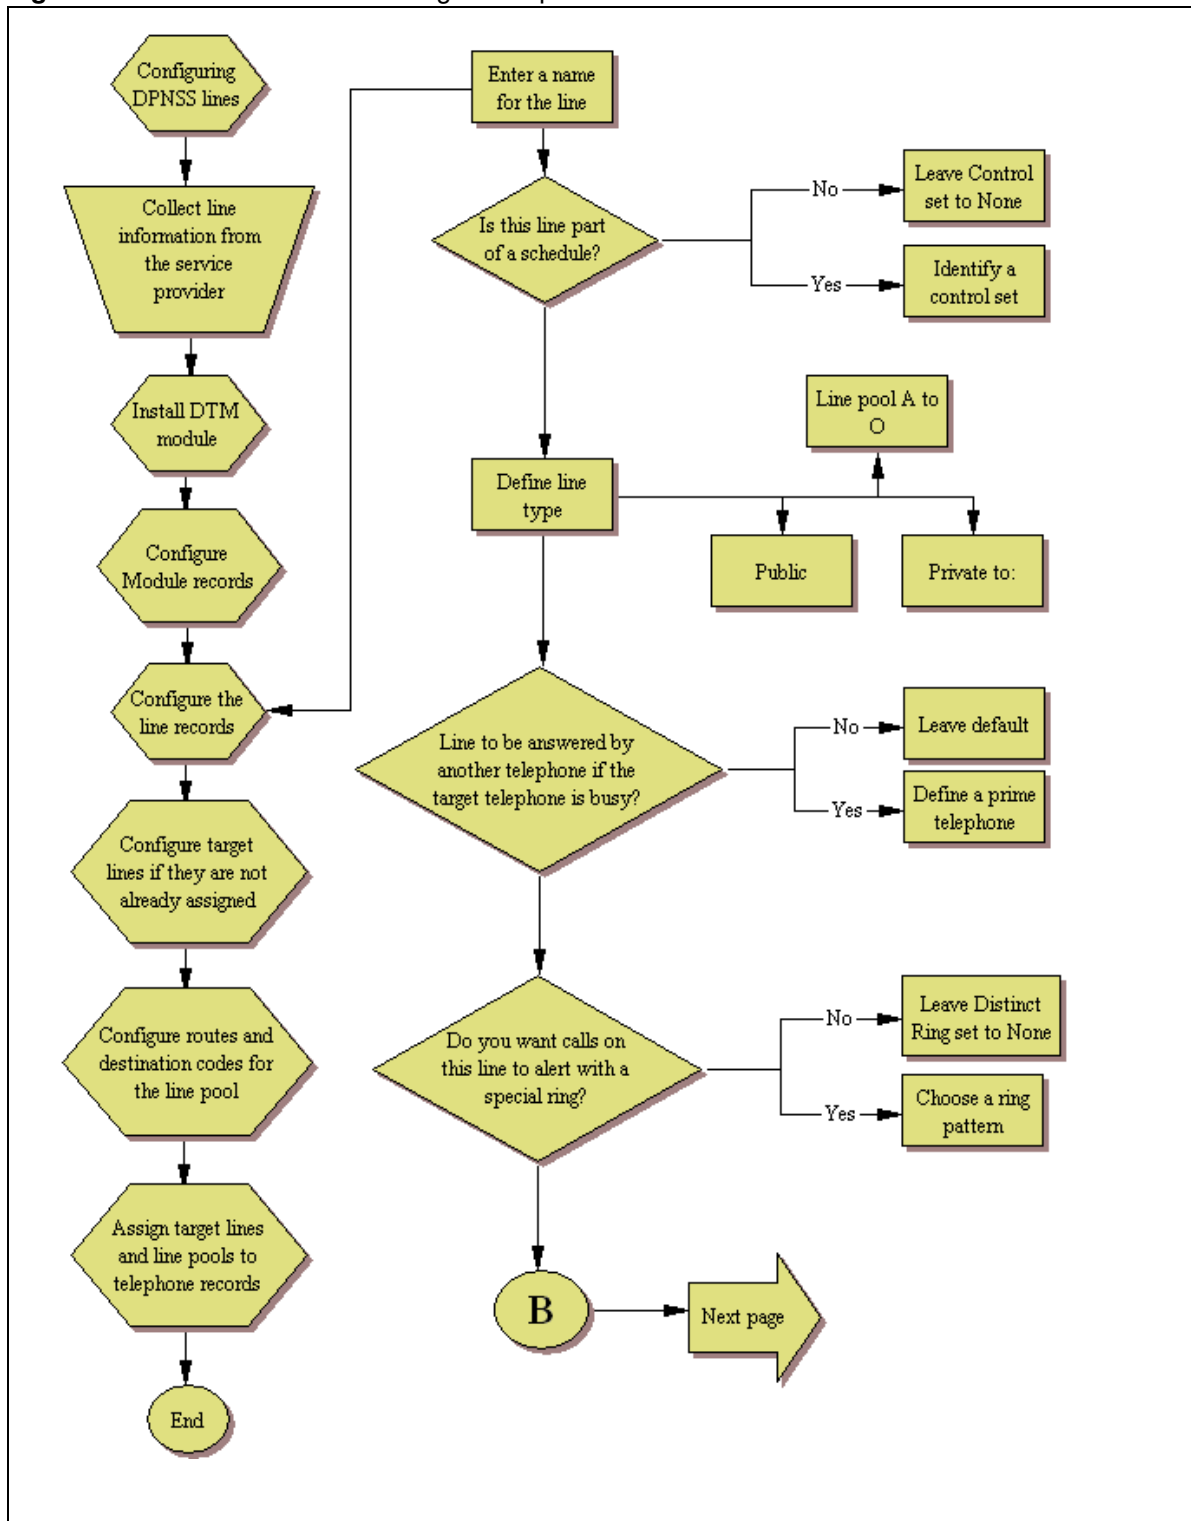 Configuring
DPNSS lines
Collect line
information from
the service
provider
Install DTM
module
Configure
Module records
Configure the
line records
Configure target
lines if they are not
already assigned
Configure routes and
destination codes for
the line pool
Assign target lines
and line pools to
telephone records
End
Enter a name
for the line
Is this line part
of a schedule?
No
Leave Control
set to None
Yes
Identify a
control set
Define line
type
Line pool A to
O
Public
Private to:
Line to be answered by
another telephone if the
target telephone is busy?
No
Leave default
Yes
Define a prime
telephone
Do you want calls on
this line to alert with a
special ring?
No
Leave Distinct
Ring set to None
Yes
Choose a ring
pattern
B
Next page